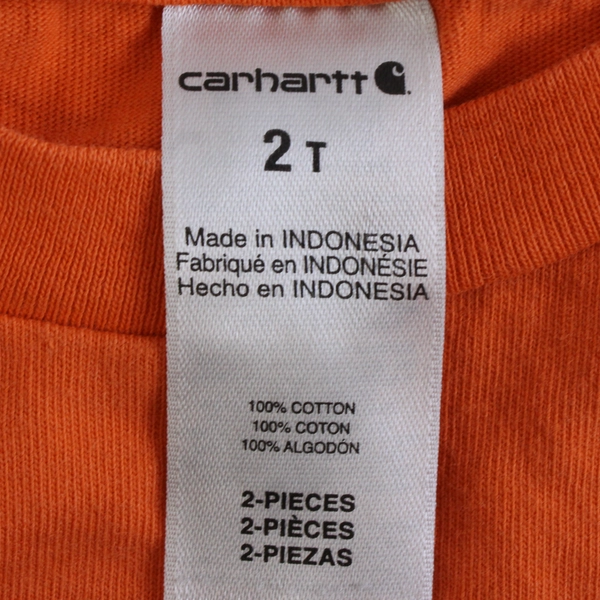 carhartt
2 T
Made in INDONESIA
Fabriqué en INDONÉSIE
Hecho en INDONESIA
100% COTTON
100% COTON
100% ALGODÓN
2-PIECES
2-PIÈCES
2-PIEZAS